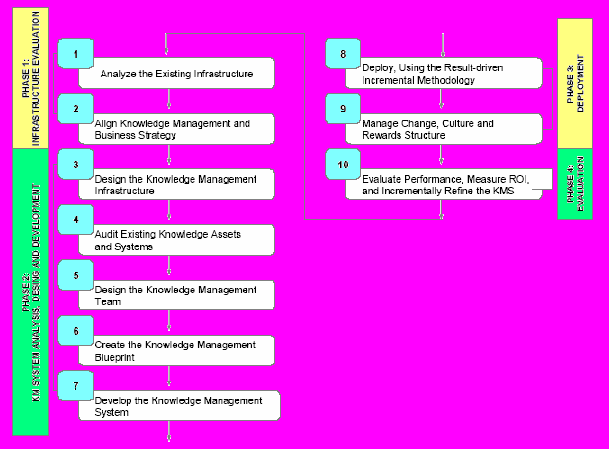 PHASE 1:
INFRASTRUCTURE EVALUATION
1
Analyze the Existing Infrastructure
2
Align Knowledge Management and
Business Strategy
PHASE 2:
KM SYSTEM ANALYSIS, DESING AND DEVELOPMENT
3
Design the Knowledge Management
Infrastructure
4
Audit Existing Knowledge Assets
and Systems
5
Design the Knowledge Management
Team
6
Create the Knowledge Management
Blueprint
7
Develop the Knowledge Management
System
8
Deploy, Using the Result-driven
Incremental Methodology
9
Manage Change, Culture and
Rewards Structure
PHASE 3:
DEPLOYMENT
10
Evaluate Performance, Measure ROI,
and Incrementally Refine the KMS
PHASE 4:
EVALUATION